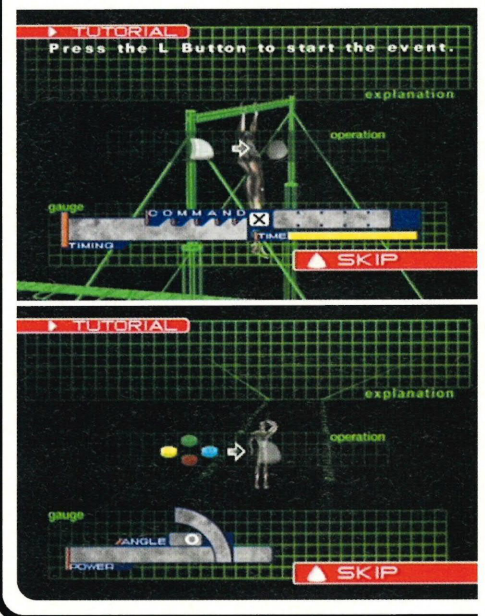 TUTORIAL
Press the L Button to start the event.
explanation
operation
gauge
COMMAND
TIME
TIMING
SKIP
TUTORIAL
explanation
operation
gauge
ANGLE
POWER
SKIP